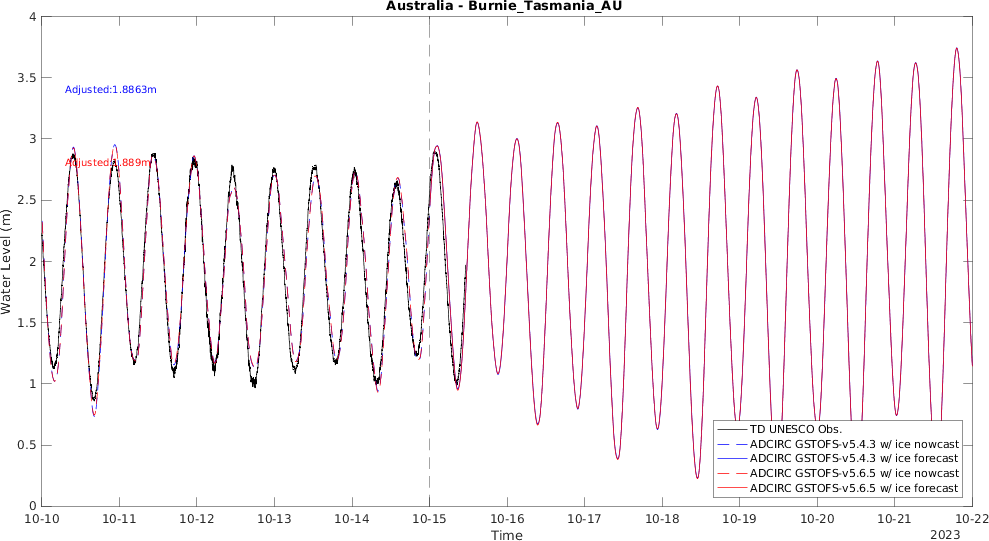 Australia - Burnie_Tasmania_AU
4
3.5
3
2.5
2
1.5
1
0.5
0
Water Level (m)
Adjusted:1.8863m
Adjusted:1.889m
TD UNESCO Obs.
ADCIRC GSTOFS-v5.4.3 w/ ice nowcast
ADCIRC GSTOFS-v5.4.3 w/ ice forecast
ADCIRC GSTOFS-v5.6.5 w/ ice nowcast
ADCIRC GSTOFS-v5.6.5 w/ ice forecast
10-10 10-11 10-12 10-13 10-14 10-15 10-16 10-17 10-18 10-19 10-20 10-21 10-22
Time
2023